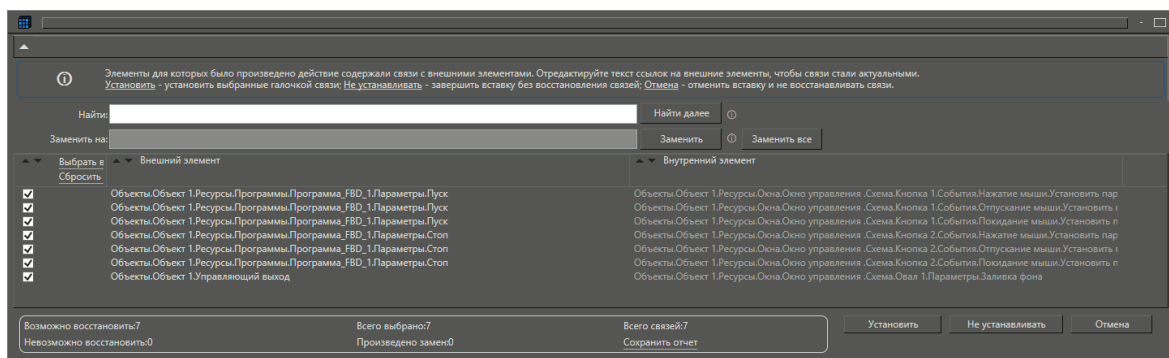 Элементы для которых было произведено действие содержали связи с внешними элементами. Отредактируйте текст ссылок на внешние элементы, чтобы связи стали актуальными.
Установить - установить выбранные галочкой связи; Не устанавливать - завершить вставку без восстановления связей; Отмена - отменить вставку и не восстанавливать связи.
Найти: Найти далее
Заменить на: Заменить Заменить все
Выбрать в Внешний элемент Внутренний элемент
Сбросить
Объекты.Объект 1.Ресурсы.Программы.Программа_FBD_1.Параметры.Пуск Объекты.Объект 1.Ресурсы.Окна.Окно управления .Схема.Кнопка 1.События.Нажатие мыши.Установить пар
Объекты.Объект 1.Ресурсы.Программы.Программа_FBD_1.Параметры.Пуск Объекты.Объект 1.Ресурсы.Окна.Окно управления .Схема.Кнопка 1.События.Отпускание мыши.Установить
Объекты.Объект 1.Ресурсы.Программы.Программа_FBD_1.Параметры.Пуск Объекты.Объект 1.Ресурсы.Окна.Окно управления .Схема.Кнопка 1.События.Покидание мыши.Установить п
Объекты.Объект 1.Ресурсы.Программы.Программа_FBD_1.Параметры.Стоп Объекты.Объект 1.Ресурсы.Окна.Окно управления .Схема.Кнопка 2.События.Нажатие мыши.Установить пар
Объекты.Объект 1.Ресурсы.Программы.Программа_FBD_1.Параметры.Стоп Объекты.Объект 1.Ресурсы.Окна.Окно управления .Схема.Кнопка 2.События.Отпускание мыши.Установить
Объекты.Объект 1.Ресурсы.Программы.Программа_FBD_1.Параметры.Стоп Объекты.Объект 1.Ресурсы.Окна.Окно управления .Схема.Кнопка 2.События.Покидание мыши.Установить п
Объекты.Объект 1.Управляющий выход Объекты.Объект 1.Ресурсы.Окна.Окно управления .Схема.Овал 1.Параметры.Заливка фона
Возможно восстановить:7 Всего выбрано:7 Всего связей:7 Установить Не устанавливать Отмена
Невозможно восстановить:0 Произведено замен:0 Сохранить отчет